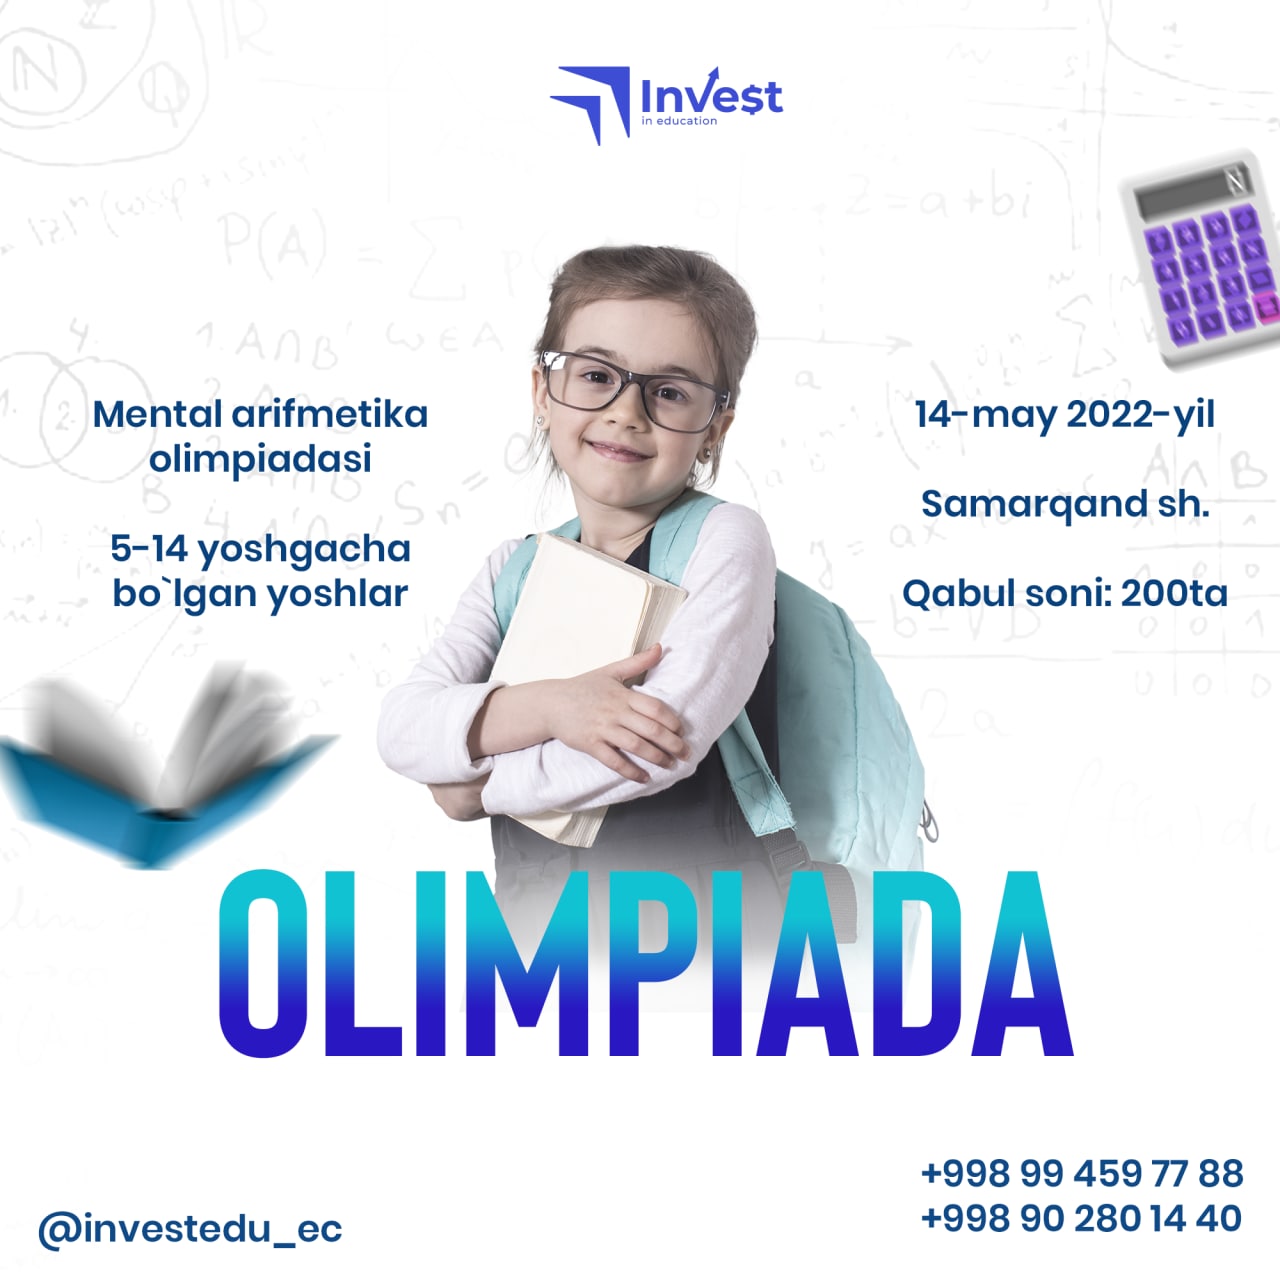 Invest
in education
Mental arifmetika
olimpiadasi
5-14 yoshgacha
bo`lgan yoshlar
14-may 2022-yil
Samarqand sh.
Qabul soni: 200ta
OLIMPIADA
@investedu_ec
+998 99 459 77 88
+998 90 280 14 40